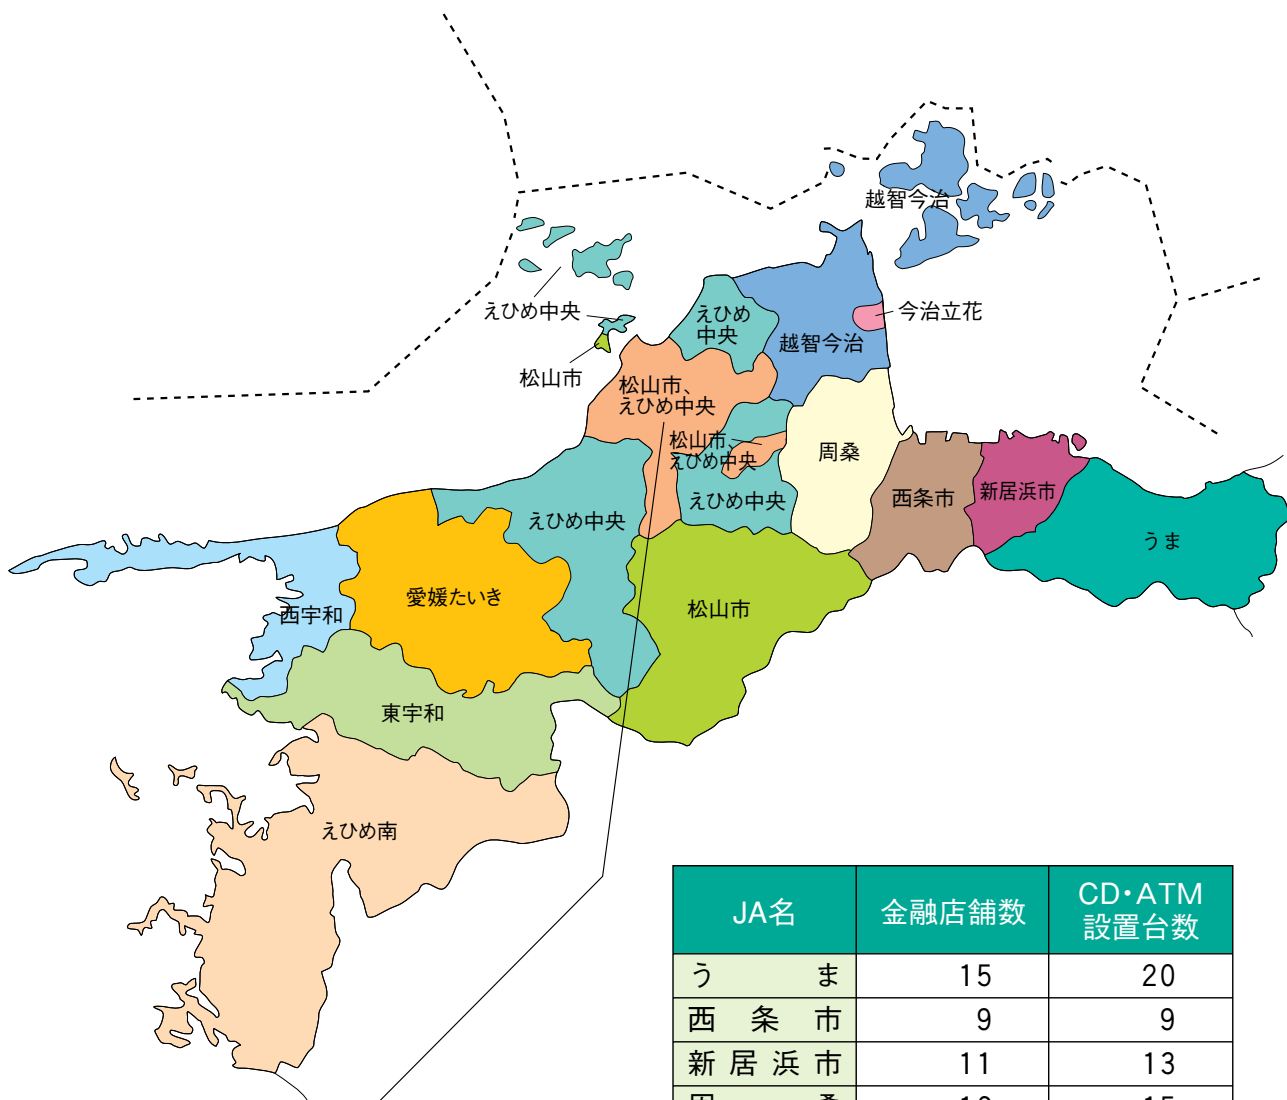 越智今治
えひめ中央
松山市
えひめ
中央
越智今治
今治立花
松山市、
えひめ中央
松山市、
えひめ中央
周桑
えひめ中央
えひめ中央
西条市
新居浜市
うま
西宇和
愛媛たいき
松山市
東宇和
えひめ南
JA名 金融店舗数 CD・ATM
設置台数
うま 15 20
西条市 9 9
新居浜市 11 13